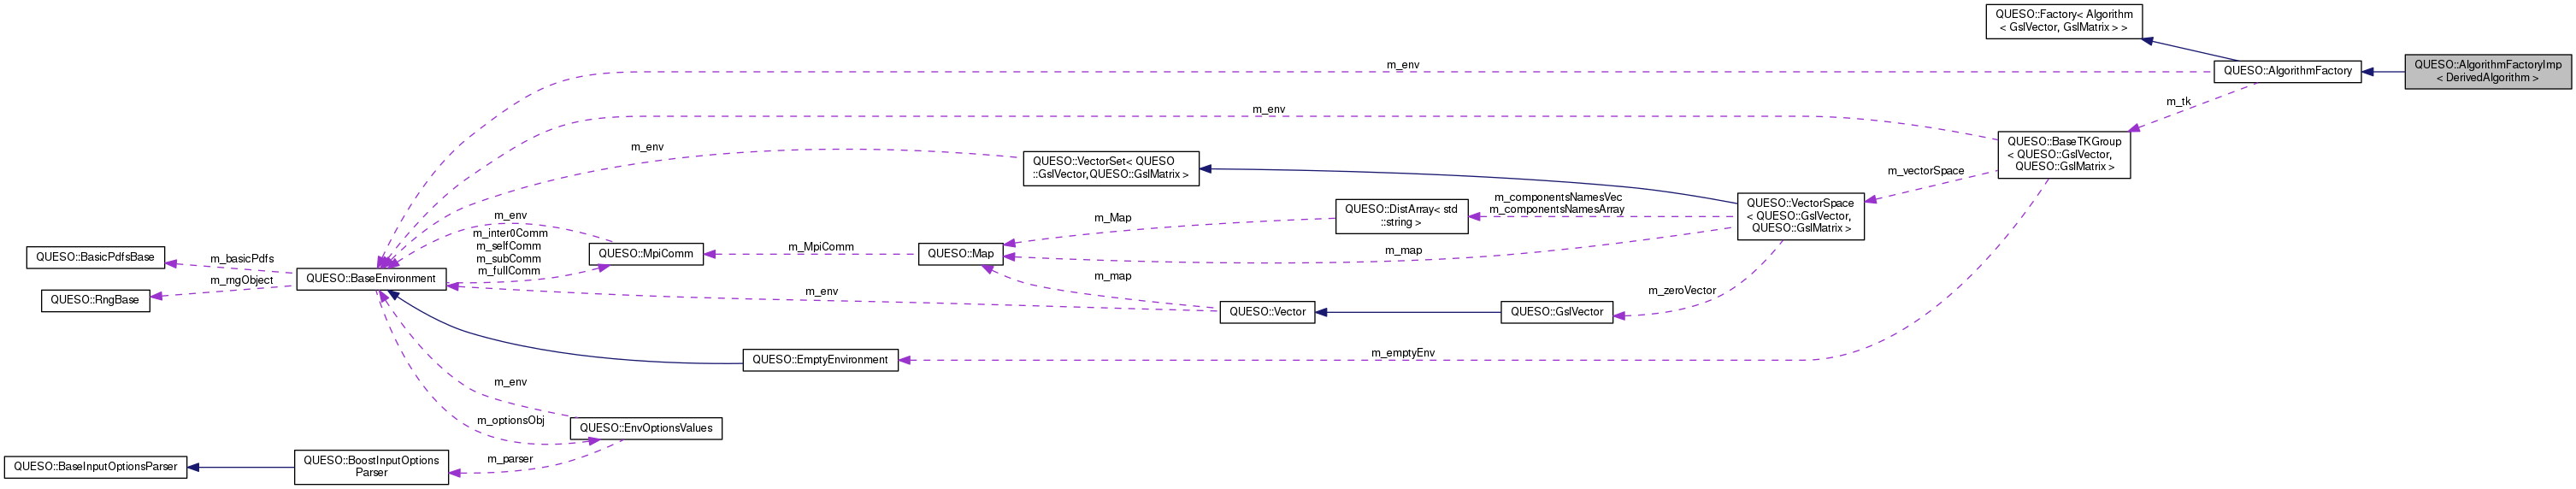 QUESO::Factory< Algorithm
< GslVector, GslMatrix > >
QUESO::AlgorithmFactoryImp
< DerivedAlgorithm >
QUESO::AlgorithmFactory
m_env
m_tk
m_env
QUESO::BaseTKGroup
< QUESO::GslVector,
QUESO::GslMatrix >
m_env
QUESO::VectorSet< QUESO
::GslVector,QUESO::GslMatrix >
m_vectorSpace
m_componentsNamesVec
m_componentsNamesArray
QUESO::VectorSpace
< QUESO::GslVector,
QUESO::GslMatrix >
QUESO::DistArray< std
::string >
m_Map
m_env
m_inter0Comm
m_selfComm
m_subComm
m_fullComm
QUESO::MpiComm
m_MpiComm
QUESO::Map
m_map
QUESO::BasicPdfsBase
m_basicPdfs
QUESO::BaseEnvironment
m_rngObject
QUESO::RngBase
m_map
m_env
m_zeroVector
QUESO::Vector
QUESO::GslVector
QUESO::EmptyEnvironment
m_emptyEnv
m_env
m_optionsObj
QUESO::EnvOptionsValues
m_parser
QUESO::BaseInputOptionsParser
QUESO::BoostInputOptions
Parser